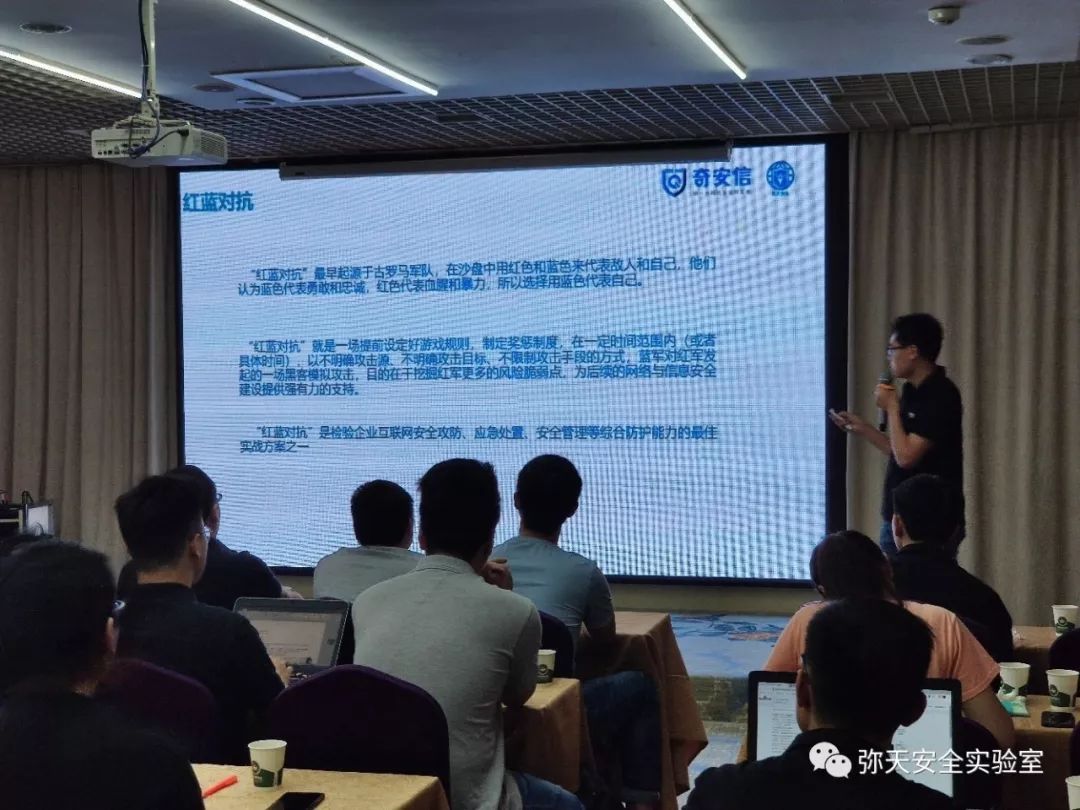 奇安信
红蓝对抗
“红蓝对抗”最早起源于古罗马军队，在沙盘中用红色和蓝色来代表敌人和自己，他们
认为蓝色代表勇敢和忠诚，红色代表血腥和暴力，所以选择用蓝色代表自己。
“红蓝对抗”就是一场提前设定好游戏规则，制定奖惩制度，在一定时间范围内（或者
具体时间），以不明确攻击源、不明确攻击目标、不限制攻击手段的方式，蓝军对红军发
起的一场黑客模拟攻击，目的在于挖掘红军更多的风险脆弱点，为后续的网络与信息安全
建设提供强有力的支持。
“红蓝对抗”是检验企业互联网安全攻防、应急处置、安全管理等综合防护能力的最佳
实战方案之一
弥天安全实验室